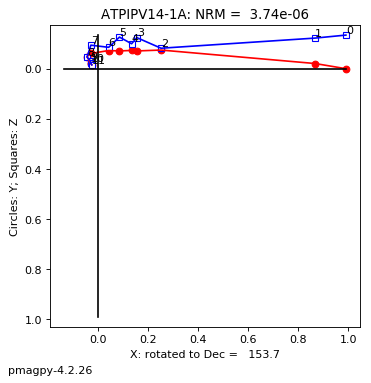 ATPIPV14-1A: NRM =  3.74e-06
7 6 5 4 3 2 1 0
0.0
0.2
0.4
0.6
0.8
1.0
Circles: Y; Squares: Z
0.0 0.2 0.4 0.6 0.8 1.0
X: rotated to Dec =   153.7
pmagpy-4.2.26